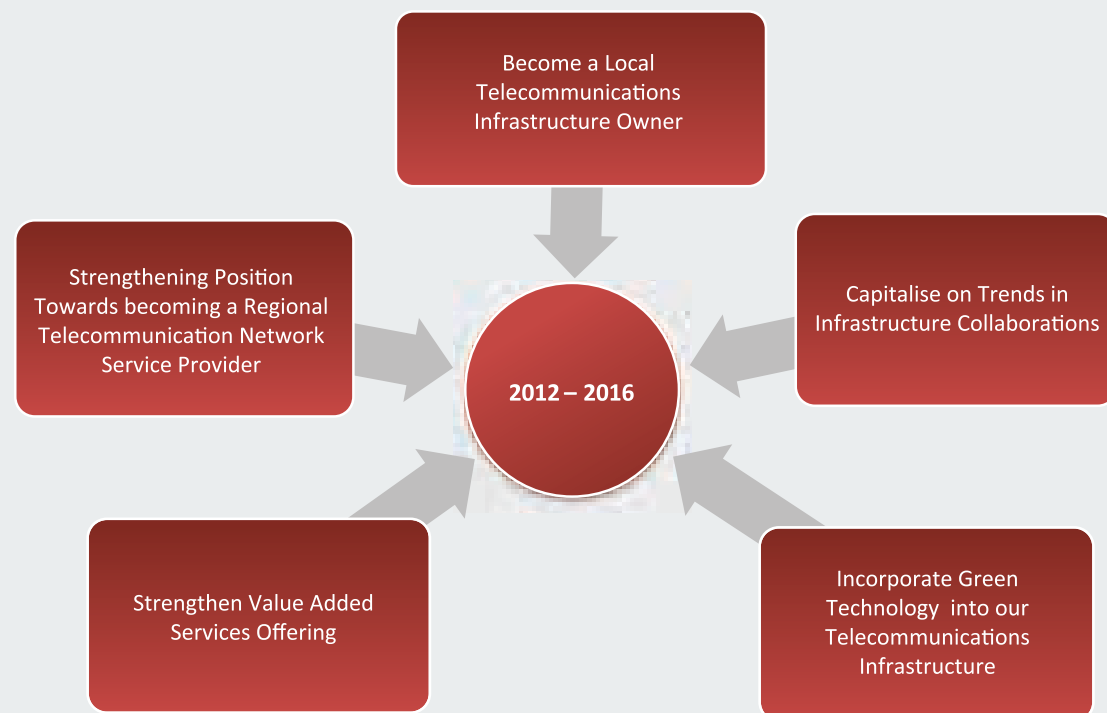 Become a Local
Telecommunications
Infrastructure Owner
Strengthening Position
Towards becoming a Regional
Telecommunication Network
Service Provider
Capitalise on Trends in
Infrastructure Collaborations
2012 – 2016
Strengthen Value Added
Services Offering
Incorporate Green
Technology  into our
Telecommunications
Infrastructure